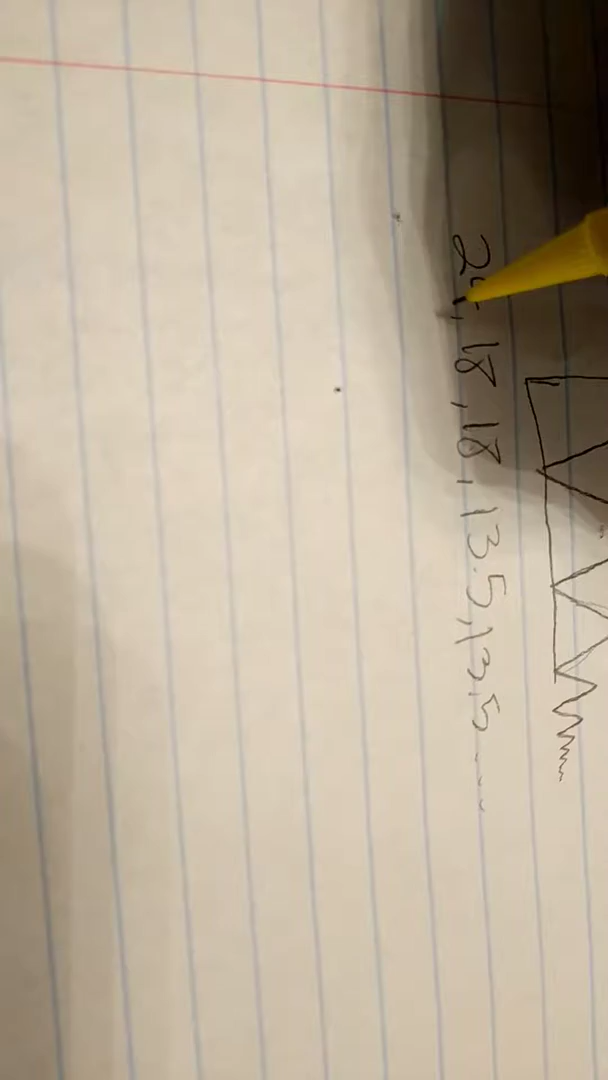 24, 18, 18, 13.5, 13.5 ....